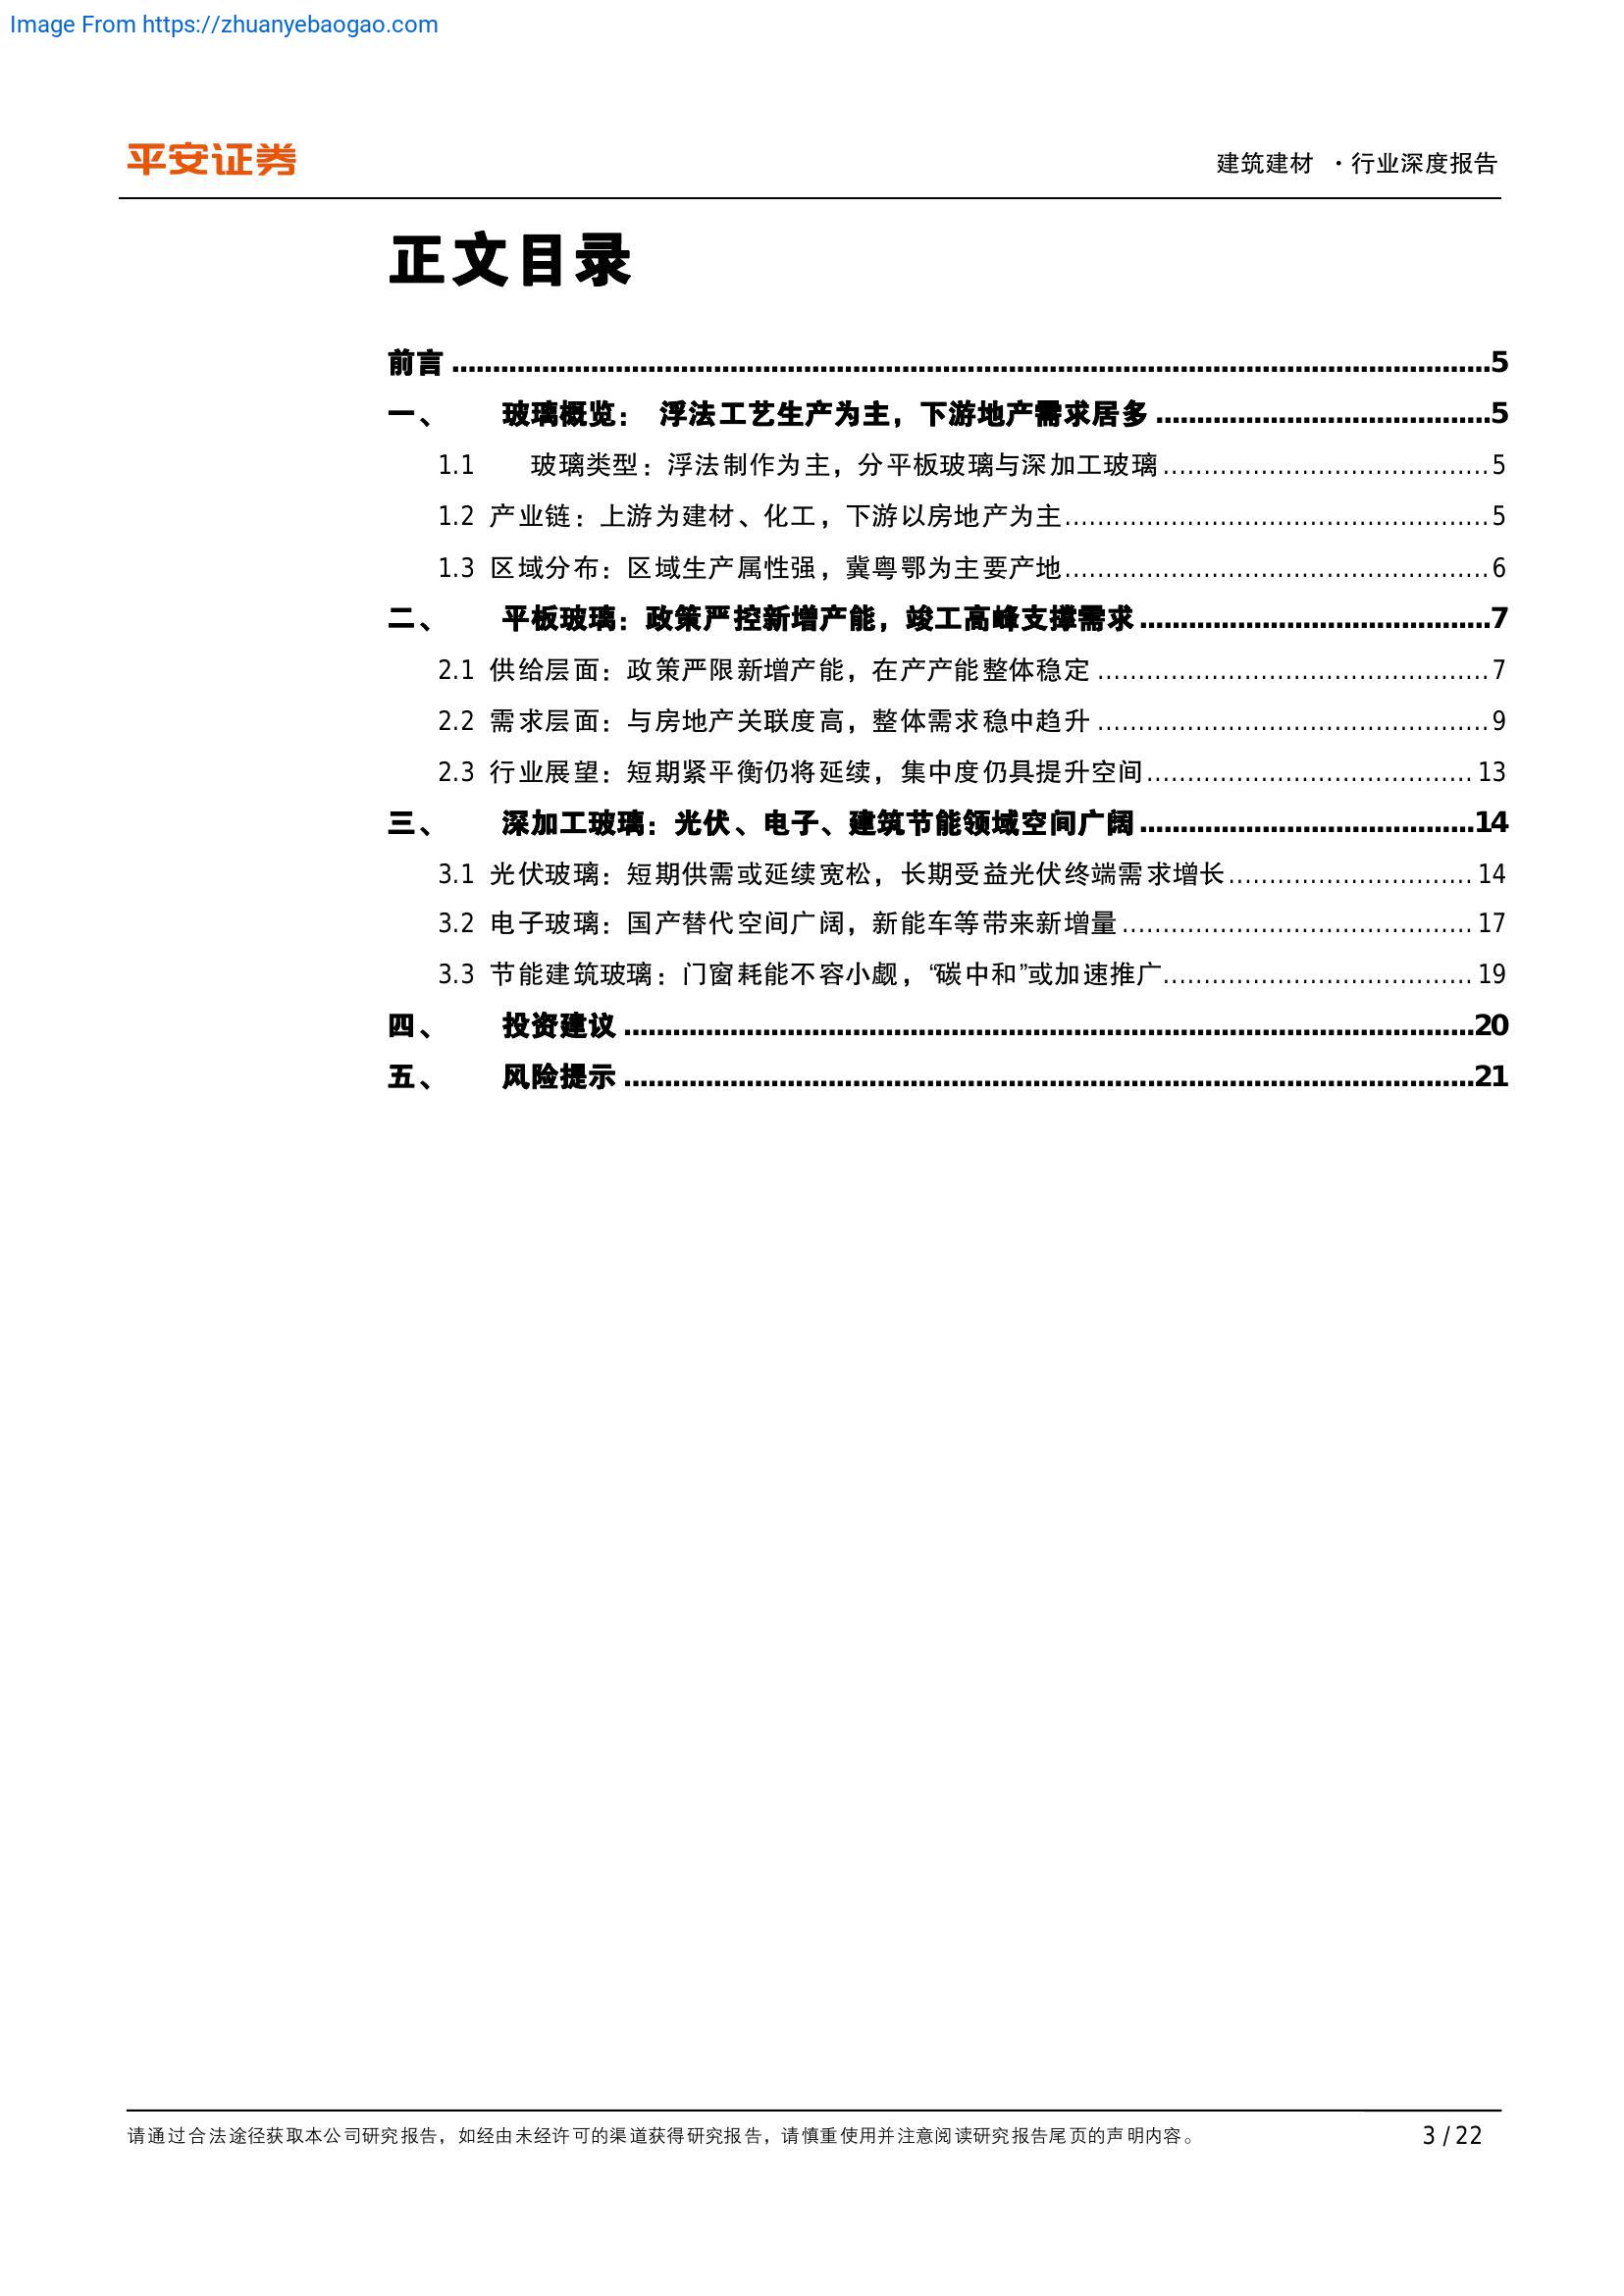 Image From https://zhuanyebaogao.com
平安证券
建筑建材 ·行业深度报告
正文目录
前言 ........................................ 5
一、 玻璃概览： 浮法工艺生产为主，下游地产需求居多 ........................................ 5
1.1 玻璃类型：浮法制作为主，分平板玻璃与深加工玻璃 ........................................ 5
1.2 产业链：上游为建材、化工，下游以房地产为主 ........................................ 5
1.3 区域分布：区域生产属性强，冀粤鄂为主要产地 ........................................ 6
二、 平板玻璃：政策严控新增产能，竣工高峰支撑需求 ........................................ 7
2.1 供给层面：政策严限新增产能，在产产能整体稳定 ........................................ 7
2.2 需求层面：与房地产关联度高，整体需求稳中趋升 ........................................ 9
2.3 行业展望：短期紧平衡仍将延续，集中度仍具提升空间 ........................................ 13
三、 深加工玻璃：光伏、电子、建筑节能领域空间广阔 ........................................ 14
3.1 光伏玻璃：短期供需或延续宽松，长期受益光伏终端需求增长 ........................................ 14
3.2 电子玻璃：国产替代空间广阔，新能车等带来新增量 ........................................ 17
3.3 节能建筑玻璃：门窗耗能不容小觑，“碳中和”或加速推广 ........................................ 19
四、 投资建议 ........................................ 20
五、 风险提示 ........................................ 21
请通过合法途径获取本公司研究报告，如经由未经许可的渠道获得研究报告，请慎重使用并注意阅读研究报告尾页的声明内容。
3 / 22